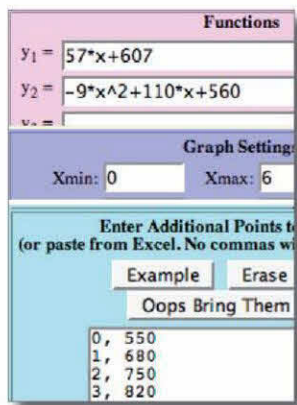 Functions
y1 = 57*x+607
y2 = -9*x^2+110*x+560
Graph Settings
Xmin: 0 Xmax: 6
Enter Additional Points t
(or paste from Excel. No commas wi
Example Erase
Oops Bring Them
0, 550
1, 680
2, 750
3, 820